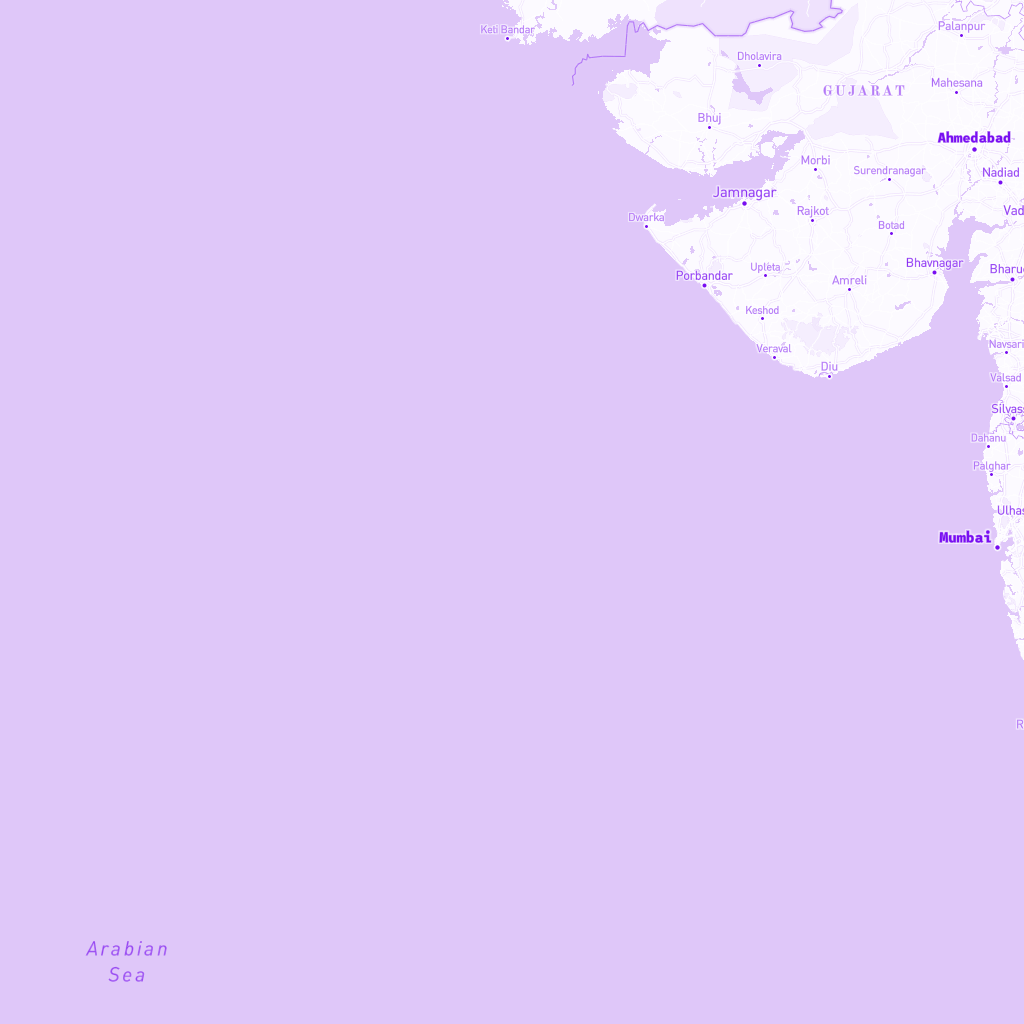 Palanpur
Keti Bandar
Dholavira
Mahesana
GUJARAT
Bhuj
Ahmedabad
Morbi
Surendranagar
Nadiad
Jamnagar
Rajkot
Vad
Dwarka
Botad
Bhavnagar
Upleta
Bharu
Porbandar
Amreli
Keshod
Navsari
Veraval
Diu
Valsad
Silvass
Dahanu
Palghar
Ulhas
Mumbai
R
Arabian
Sea